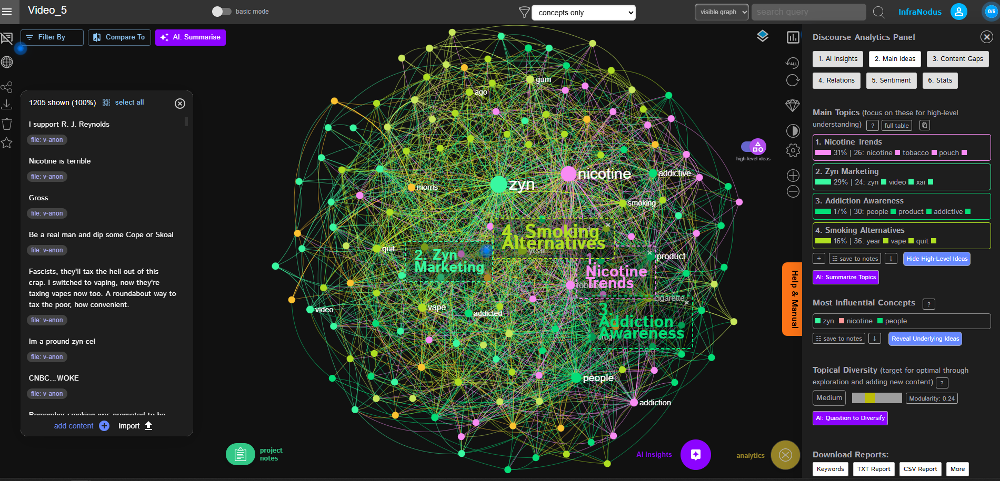 Video_5
basic mode
concepts only
visible graph
search query
InfraNodus
0/6
Filter By
Compare To
AI: Summarise
1205 shown (100%)
select all
I support R. J. Reynolds
file: v-anon
Nicotine is terrible
file: v-anon
Gross
file: v-anon
Be a real man and dip some Cope or Skoal
file: v-anon
Fascists, they'll tax the hell out of this
crap. I switched to vaping, now they're
taxing vapes now too. A roundabout way to
tax the poor, how convenient.
file: v-anon
Im a pround zyn-cel
file: v-anon
CNBC...WOKE
file: v-anon
Remember smoking was promoted to be
add content
import
gum
ago
zyn
nicotine
addictive
morris
smoking
4. Smoking
Alternatives
year
quit
2. Zyn
Marketing
product
1.
Nicotine
Trends
tobacco
cigarette
video
vape
addicted
3.
Addiction
Awareness
drug
people
addiction
project
notes
AI Insights
analytics
ALL
high-level ideas
Help & Manual
Discourse Analytics Panel
1. AI Insights
2. Main Ideas
3. Content Gaps
4. Relations
5. Sentiment
6. Stats
Main Topics (focus on these for high-level
understanding) ? full table
1. Nicotine Trends
31% | 26: nicotine tobacco pouch
2. Zyn Marketing
29% | 24: zyn video xai
3. Addiction Awareness
17% | 30: people product addictive
4. Smoking Alternatives
16% | 36: year vape quit
+ save to notes Hide High-Level Ideas
AI: Summarize Topics
Most Influential Concepts ?
zyn nicotine people
save to notes Reveal Underlying Ideas
Topical Diversity (target for optimal through
exploration and adding new content) ?
Medium Modularity: 0.24
AI: Question to Diversify
Download Reports:
Keywords TXT Report CSV Report More